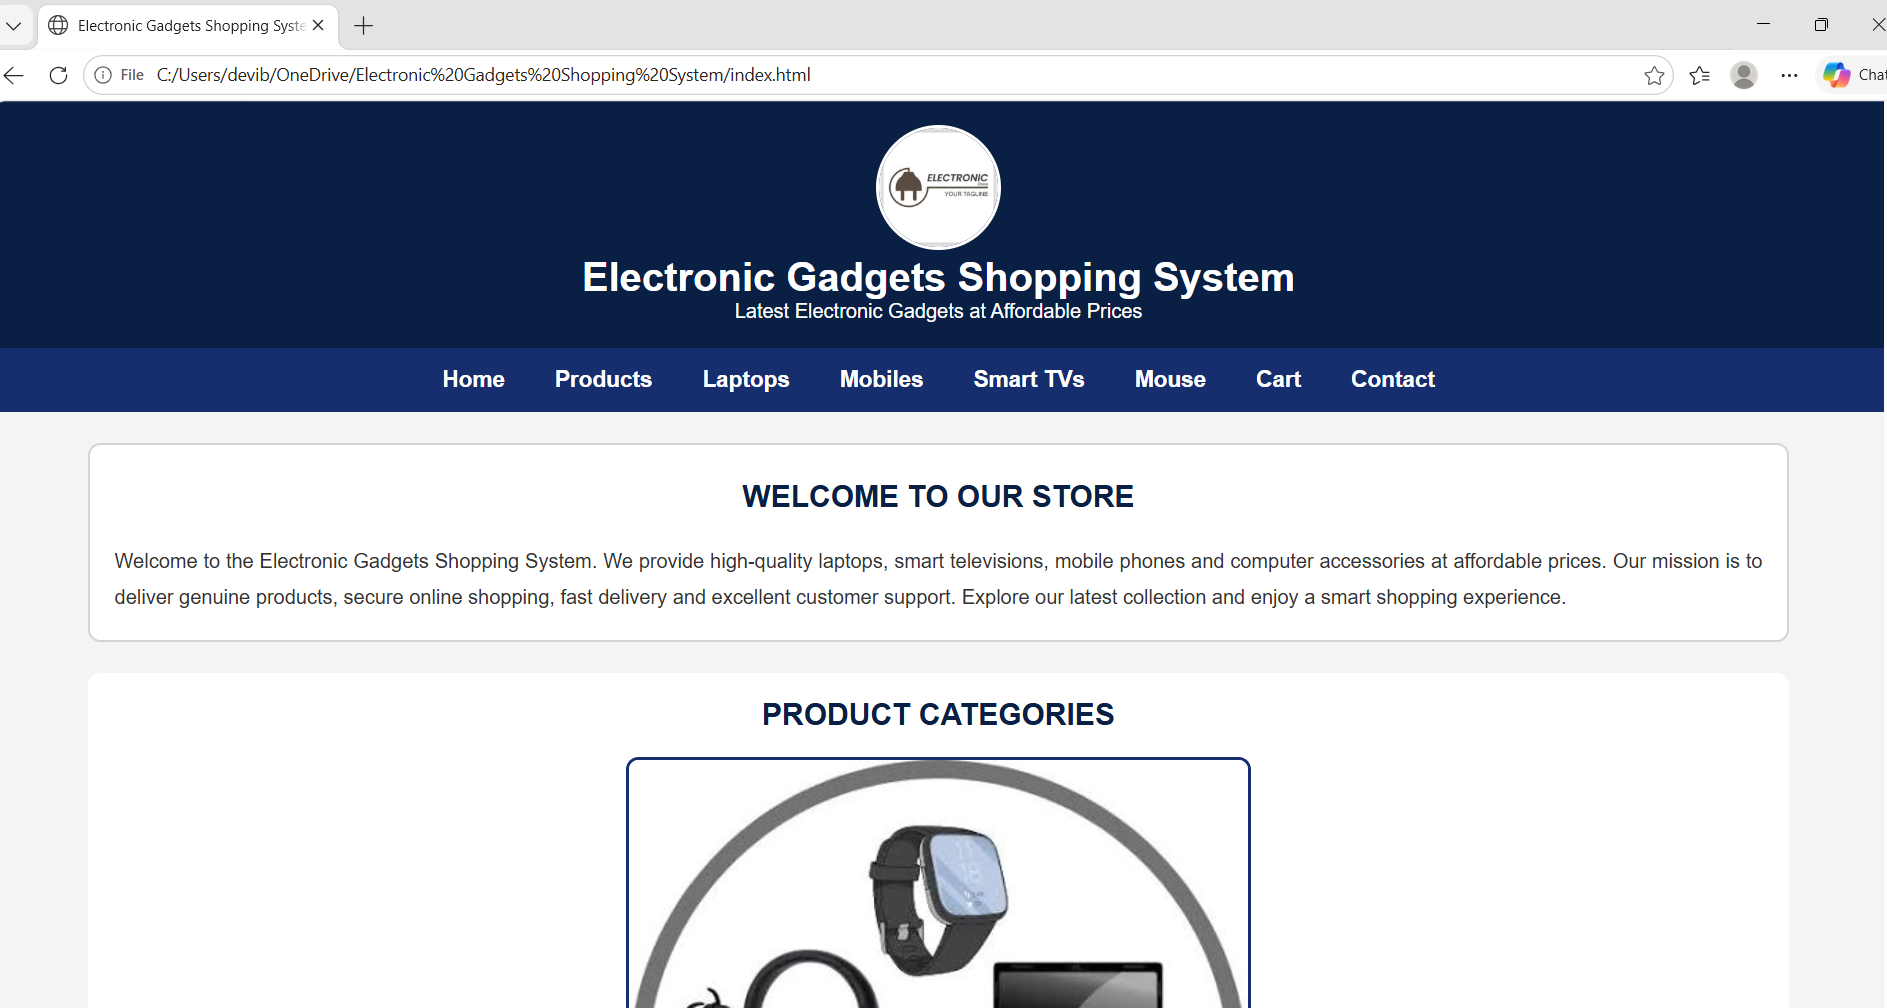 Electronic Gadgets Shopping Syste
File C:/Users/devib/OneDrive/Electronic%20Gadgets%20Shopping%20System/index.html
Chat
ELECTRONIC
YOUR TAGLINE
Electronic Gadgets Shopping System
Latest Electronic Gadgets at Affordable Prices
Home Products Laptops Mobiles Smart TVs Mouse Cart Contact
WELCOME TO OUR STORE
Welcome to the Electronic Gadgets Shopping System. We provide high-quality laptops, smart televisions, mobile phones and computer accessories at affordable prices. Our mission is to
deliver genuine products, secure online shopping, fast delivery and excellent customer support. Explore our latest collection and enjoy a smart shopping experience.
PRODUCT CATEGORIES